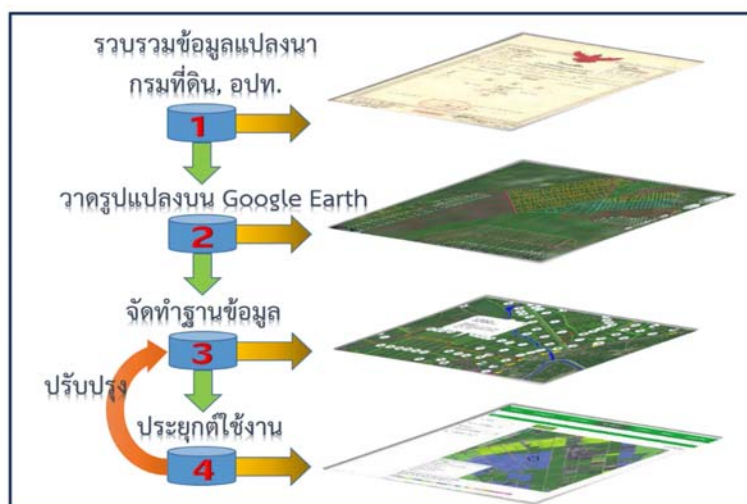 รวบรวมข้อมูลแปลงนา
กรมที่ดิน, อปท.
1
วาดรูปแปลงบน Google Earth
2
จัดทำฐานข้อมูล
3
ปรับปรุง
ประยุกต์ใช้งาน
4